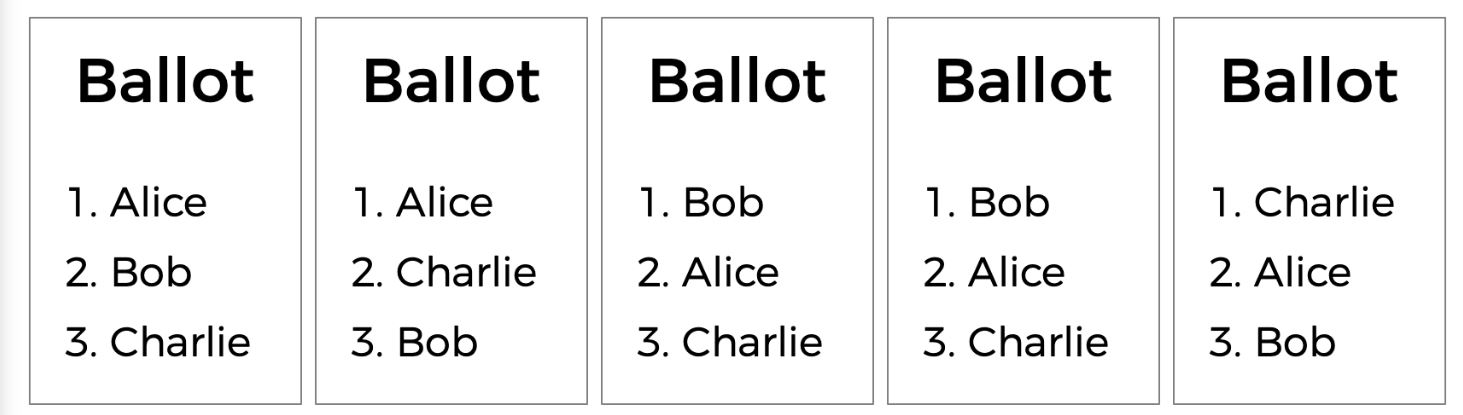 Ballot
1. Alice
2. Bob
3. Charlie
Ballot
1. Alice
2. Charlie
3. Bob
Ballot
1. Bob
2. Alice
3. Charlie
Ballot
1. Bob
2. Alice
3. Charlie
Ballot
1. Charlie
2. Alice
3. Bob